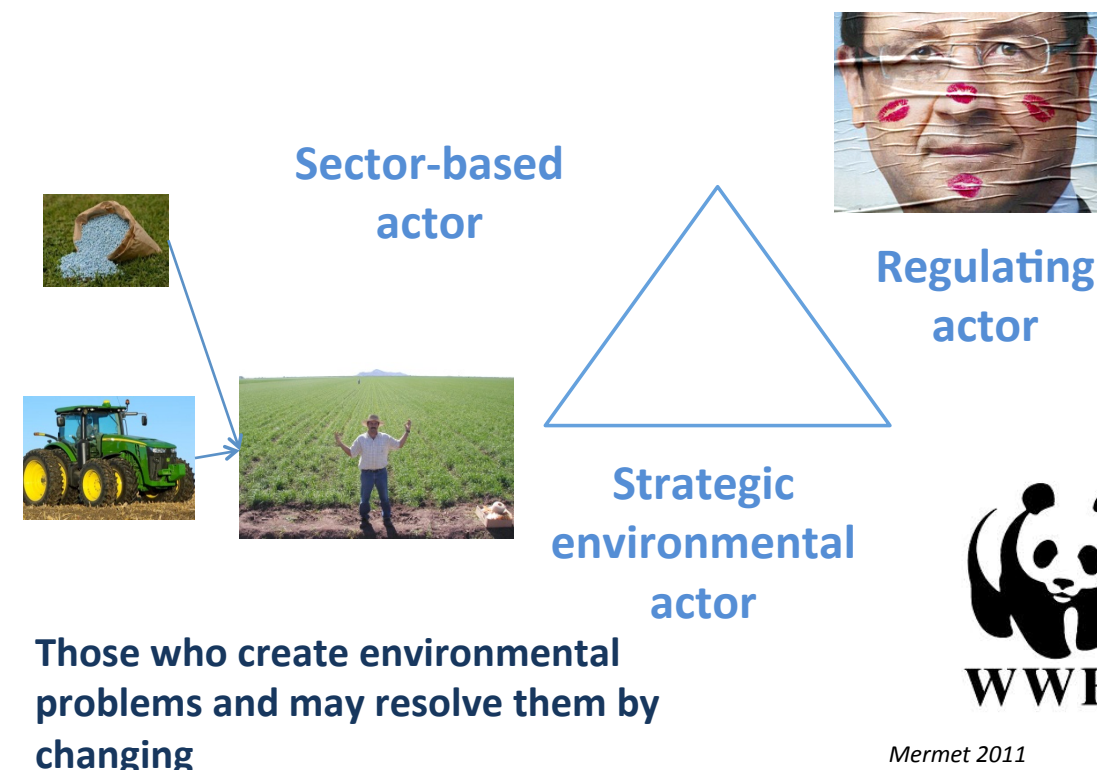 Sector-based
actor
Regulating
actor
Strategic
environmental
actor
Those who create environmental
problems and may resolve them by
changing
WW
Mermet 2011